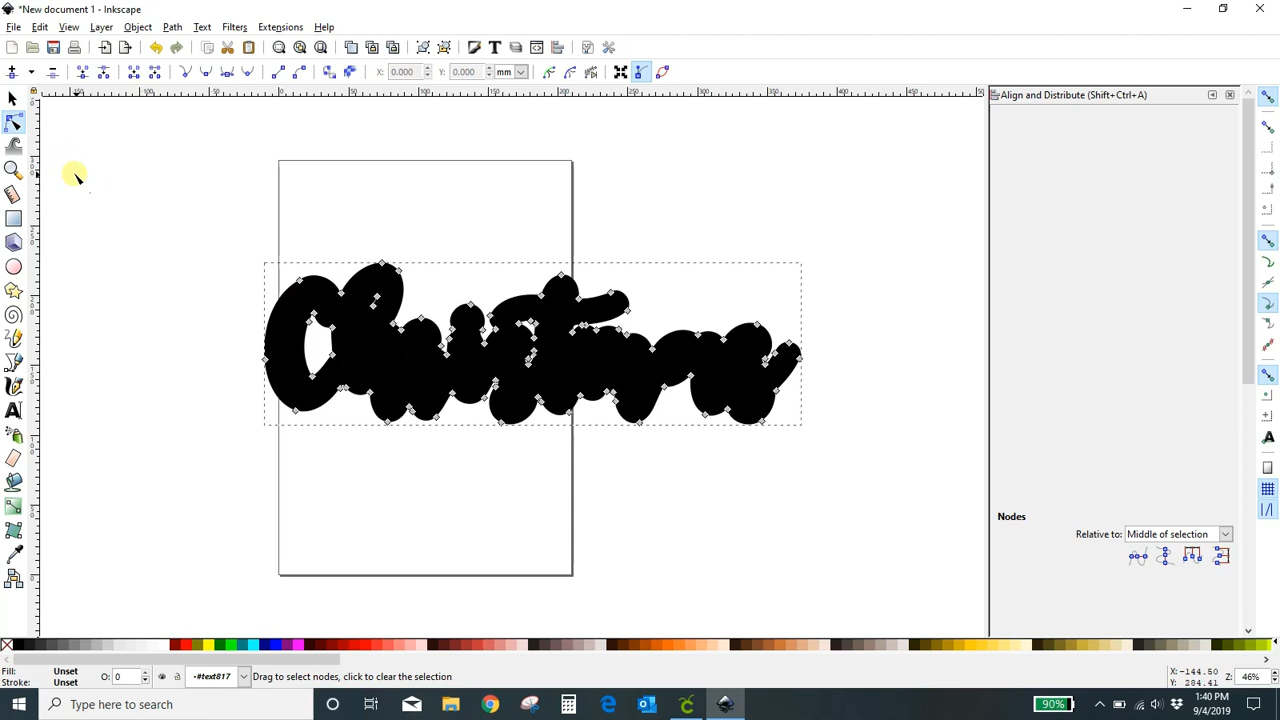 *New document 1 - Inkscape
File Edit View Layer Object Path Text Filters Extensions Help
X: 0.000 Y: 0.000 mm
Align and Distribute (Shift+Ctrl+A)
Christmas
Nodes
Relative to: Middle of selection
Fill: Unset
Stroke: Unset
O: 0
-#text817
Drag to select nodes, click to clear the selection
X: -144.50
Y: 284.41
Z: 46%
Type here to search
90%
1:40 PM
9/4/2019